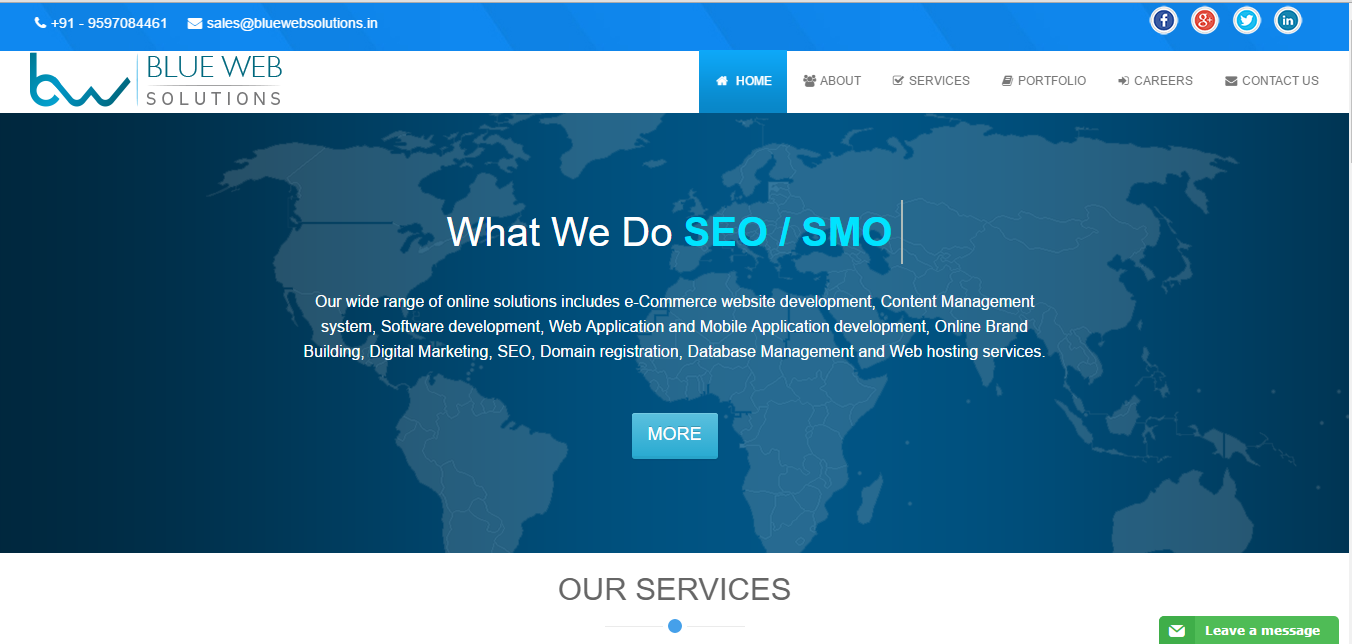 +91 - 9597084461 sales@bluewebsolutions.in
BLUE WEB
SOLUTIONS
HOME ABOUT SERVICES PORTFOLIO CAREERS CONTACT US
What We Do SEO / SMO
Our wide range of online solutions includes e-Commerce website development, Content Management
system, Software development, Web Application and Mobile Application development, Online Brand
Building, Digital Marketing, SEO, Domain registration, Database Management and Web hosting services.
MORE
OUR SERVICES
Leave a message